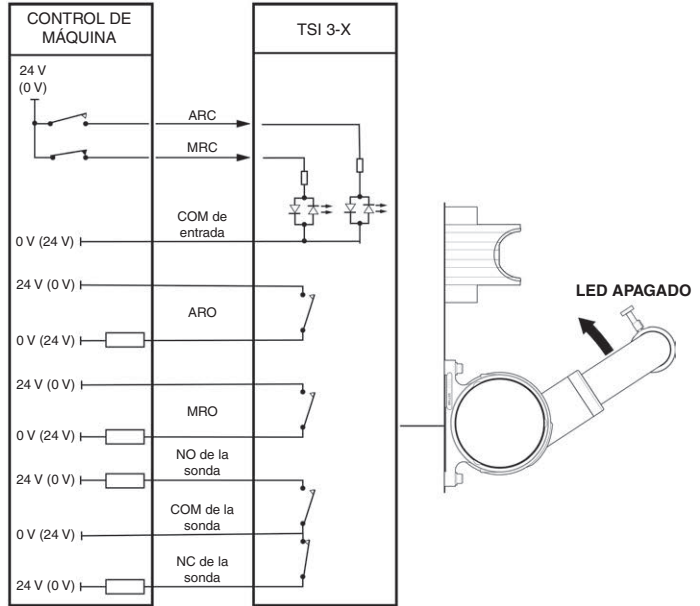 CONTROL DE
MÁQUINA
TSI 3-X
24 V
(0 V)
ARC
MRC
COM de
entrada
0 V (24 V)
24 V (0 V)
ARO
0 V (24 V)
24 V (0 V)
MRO
0 V (24 V)
NO de la
sonda
24 V (0 V)
COM de la
sonda
0 V (24 V)
NC de la
sonda
24 V (0 V)
LED APAGADO